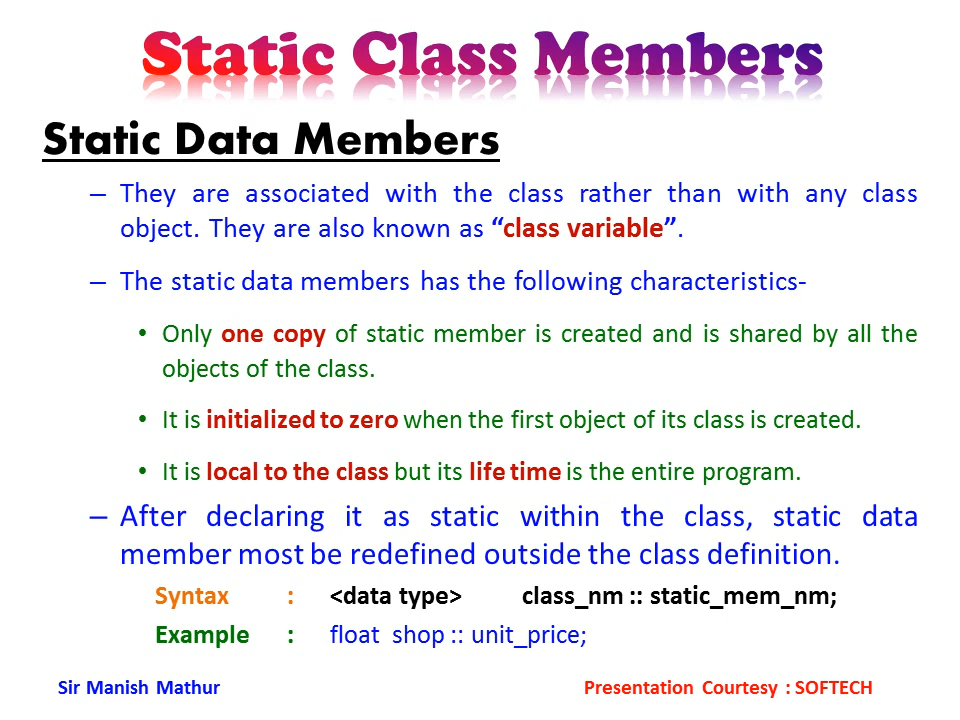 Static Class Members
Static Data Members
– They are associated with the class rather than with any class
object. They are also known as “class variable”.
– The static data members has the following characteristics-
• Only one copy of static member is created and is shared by all the
objects of the class.
• It is initialized to zero when the first object of its class is created.
• It is local to the class but its life time is the entire program.
– After declaring it as static within the class, static data
member most be redefined outside the class definition.
Syntax : <data type> class_nm :: static_mem_nm;
Example : float shop :: unit_price;
Sir Manish Mathur Presentation Courtesy : SOFTECH